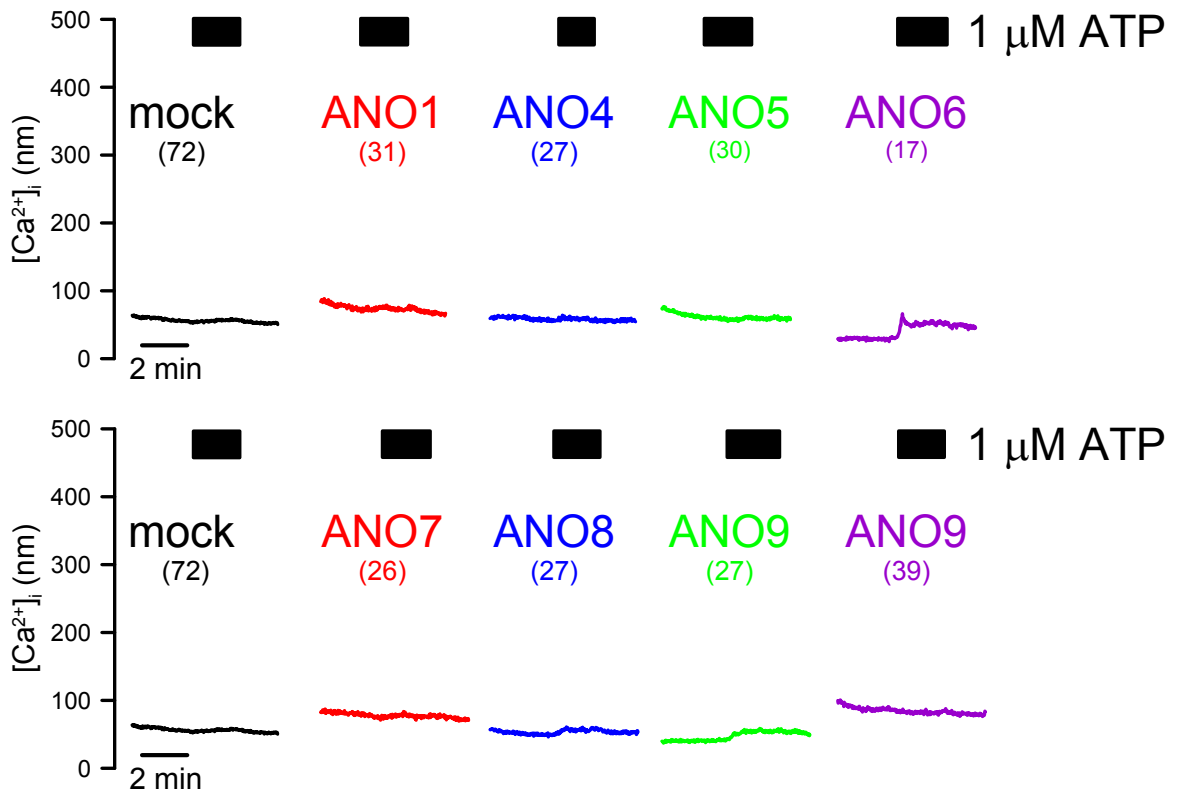 500
1 μM ATP
400
mock ANO1 ANO4 ANO5 ANO6
(72) (31) (27) (30) (17)
300
[Ca²⁺]ᵢ (nm)
200
100
0
2 min
500
1 μM ATP
400
mock ANO7 ANO8 ANO9 ANO9
(72) (26) (27) (27) (39)
300
[Ca²⁺]ᵢ (nm)
200
100
0
2 min